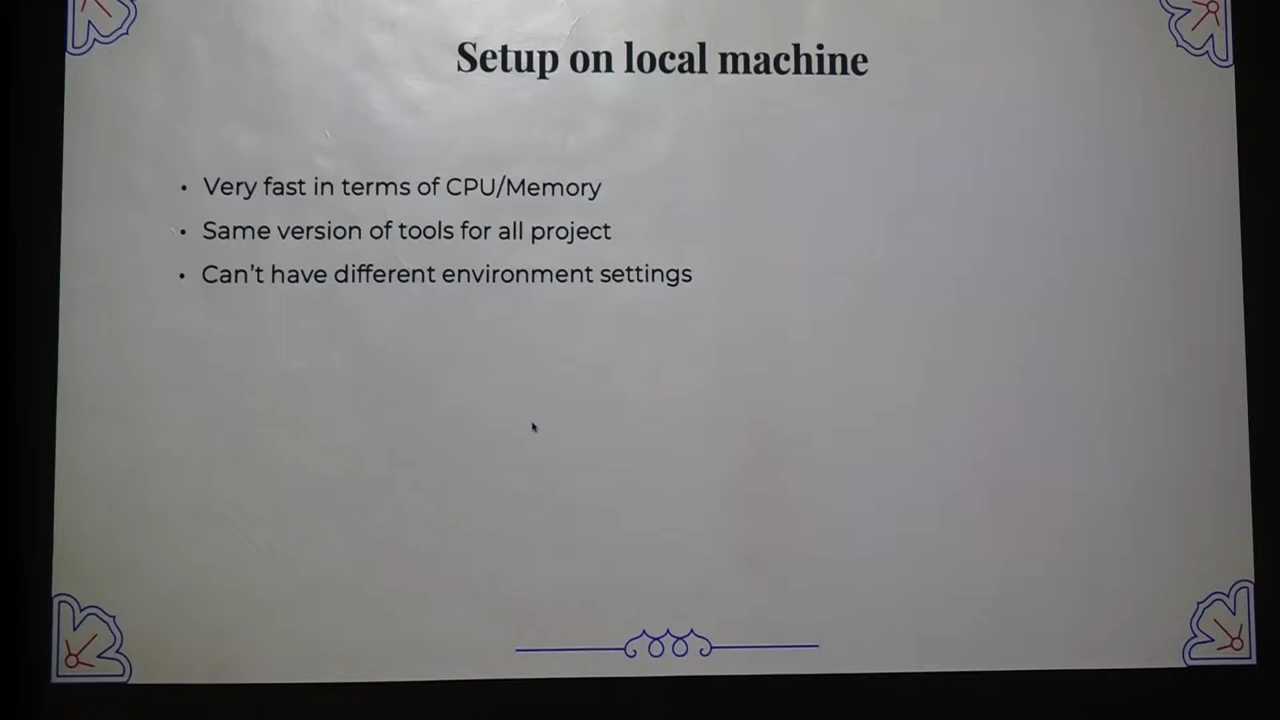 Setup on local machine
• Very fast in terms of CPU/Memory
• Same version of tools for all project
• Can't have different environment settings